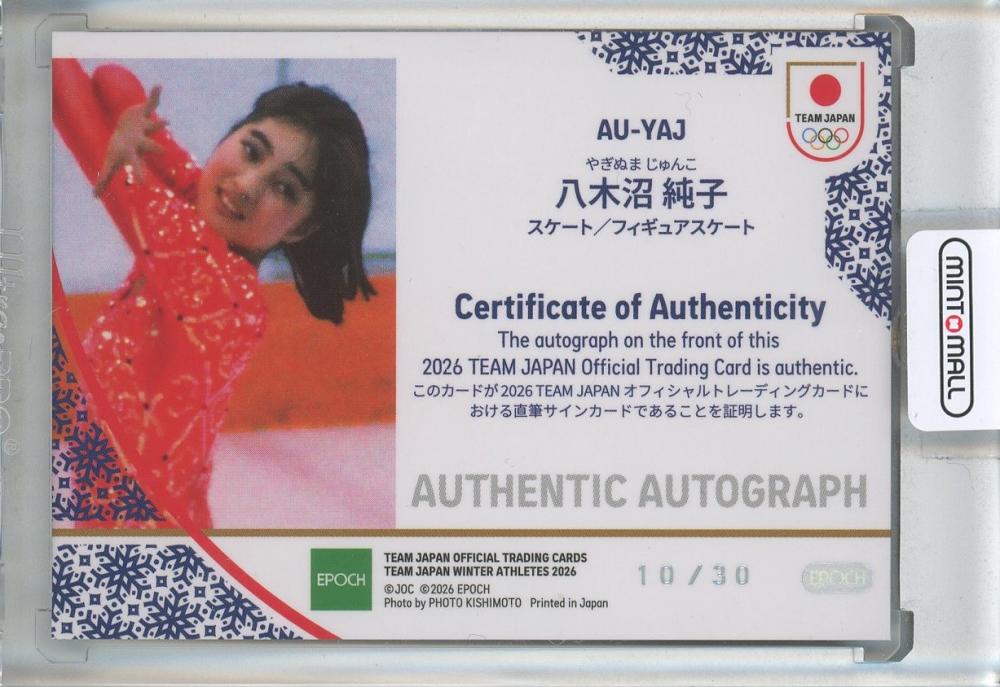 TEAM JAPAN
AU-YAJ
やぎぬま じゅんこ
八木沼 純子
スケート／フィギュアスケート
Certificate of Authenticity
The autograph on the front of this
2026 TEAM JAPAN Official Trading Card is authentic.
このカードが2026 TEAM JAPAN オフィシャルトレーディングカードに
おける直筆サインカードであることを証明します。
AUTHENTIC AUTOGRAPH
EPOCH
TEAM JAPAN OFFICIAL TRADING CARDS
TEAM JAPAN WINTER ATHLETES 2026
©JOC ©2026 EPOCH
Photo by PHOTO KISHIMOTO Printed in Japan
10/30
EPOCH
MINT MALL